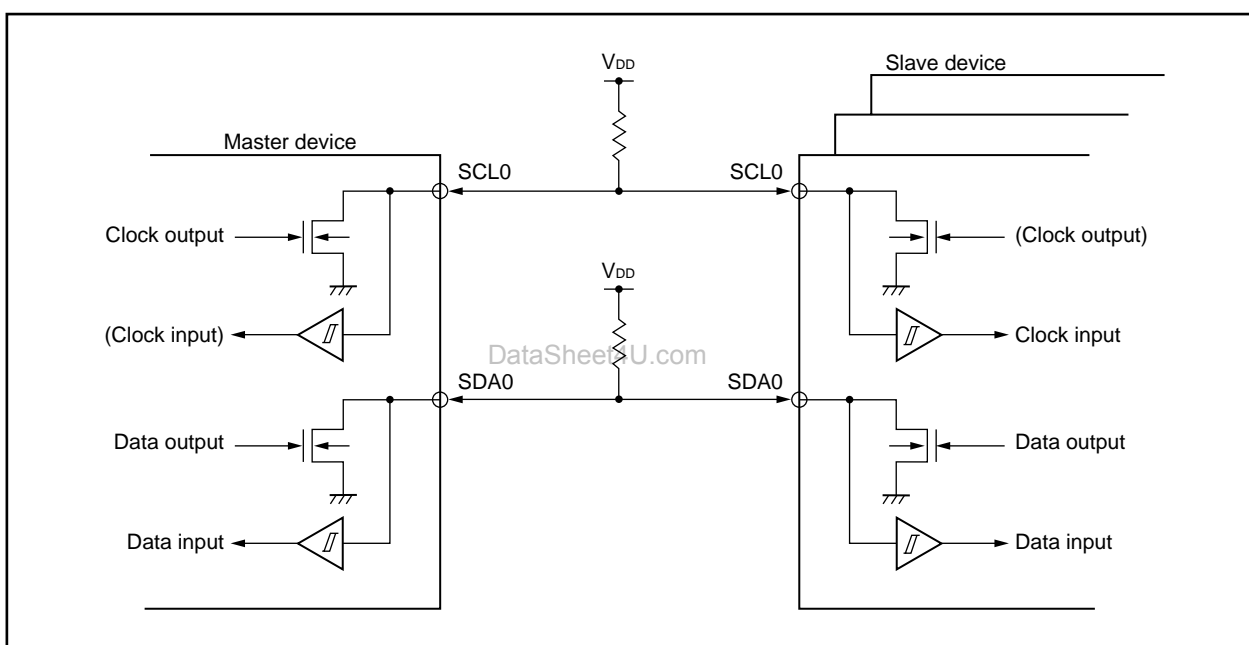 VDD
Slave device
Master device
SCL0
SCL0
Clock output
(Clock output)
VDD
(Clock input)
Clock input
DataSheet4U.com
SDA0
SDA0
Data output
Data output
Data input
Data input